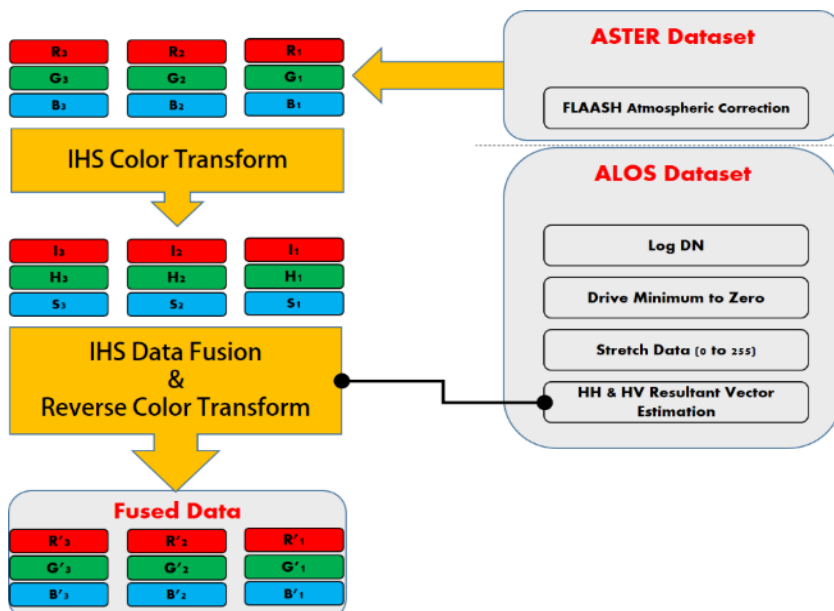 R3 R2 R1
G3 G2 G1
B3 B2 B1
IHS Color Transform
I3 I2 I1
H3 H2 H1
S3 S2 S1
IHS Data Fusion
&
Reverse Color Transform
Fused Data
R'3 R'2 R'1
G'3 G'2 G'1
B'3 B'2 B'1
ASTER Dataset
FLAASH Atmospheric Correction
ALOS Dataset
Log DN
Drive Minimum to Zero
Stretch Data (0 to 255)
HH & HV Resultant Vector
Estimation